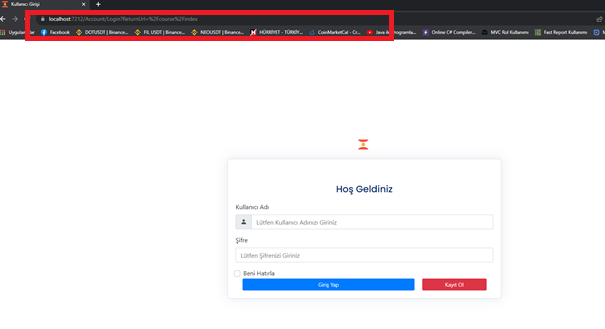 Kullanıcı Girişi
localhost:7212/Account/Login?ReturnUrl=%2Fcourse%2Findex
Uygulamalar Facebook DOTUSDT | Binance... FIL USDT | Binance... NEOUSDT | Binance... HÜRRİYET - TÜRKİY... CoinMarketCal - Cr... Java ile Programla... Online C# Compiler... MVC Rol Kullanımı Fast Report Kullanımı
Hoş Geldiniz
Kullanıcı Adı
Lütfen Kullanıcı Adınızı Giriniz
Şifre
Lütfen Şifrenizi Giriniz
Beni Hatırla
Giriş Yap Kayıt Ol